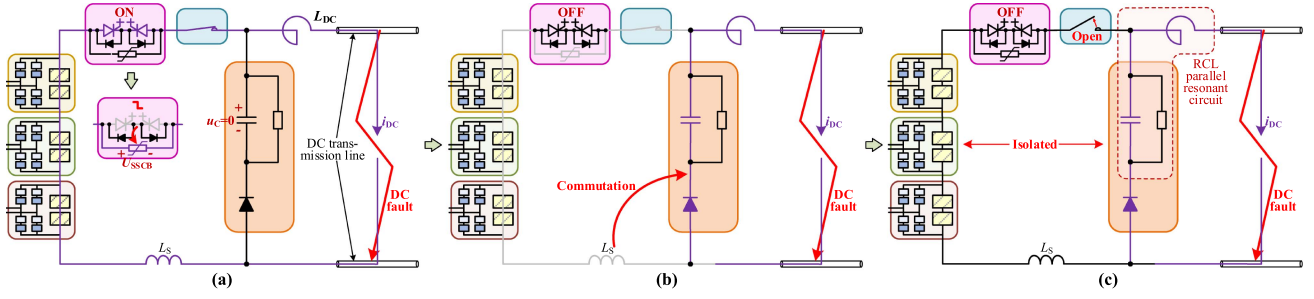 ON
L_DC
+
u_C=0
-
+ -
U_SSCB
DC trans-
mission line
i_DC
DC
fault
L_S
(a)
OFF
i_DC
Commutation
DC
fault
L_S
(b)
OFF
Open
RCL
parallel
resonant
circuit
i_DC
Isolated
DC
fault
L_S
(c)